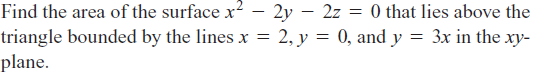 Find the area of the surface x² − 2y − 2z = 0 that lies above the
triangle bounded by the lines x = 2, y = 0, and y = 3x in the xy-
plane.